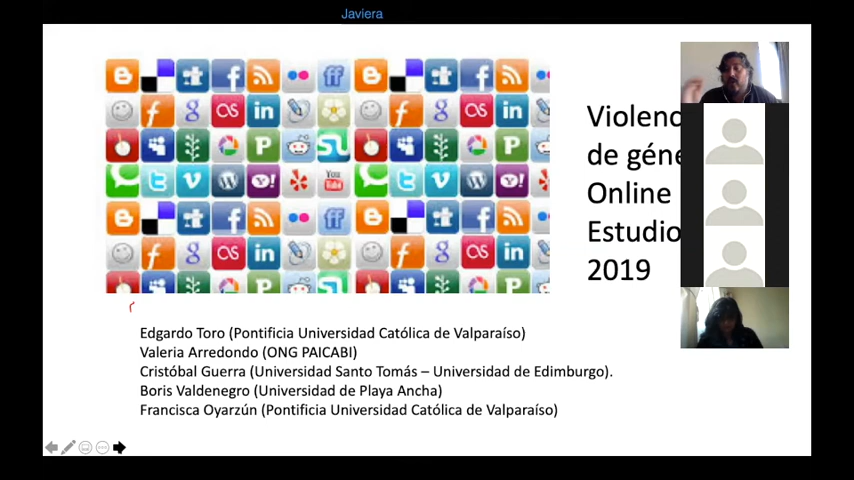 Javiera
Violenc
de géne
Online
Estudio
2019
Edgardo Toro (Pontificia Universidad Católica de Valparaíso)
Valeria Arredondo (ONG PAICABI)
Cristóbal Guerra (Universidad Santo Tomás – Universidad de Edimburgo).
Boris Valdenegro (Universidad de Playa Ancha)
Francisca Oyarzún (Pontificia Universidad Católica de Valparaíso)